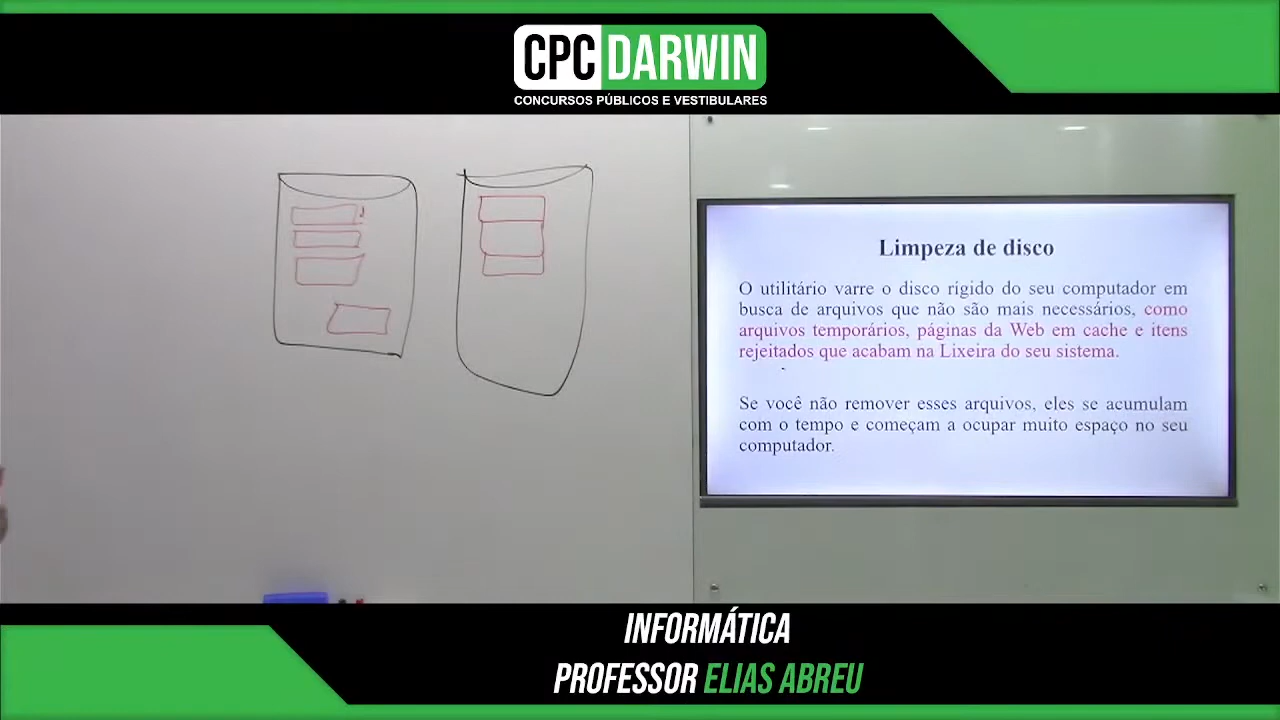 CPC DARWIN
CONCURSOS PÚBLICOS E VESTIBULARES
Limpeza de disco
O utilitário varre o disco rígido do seu computador em
busca de arquivos que não são mais necessários, como
arquivos temporários, páginas da Web em cache e itens
rejeitados que acabam na Lixeira do seu sistema.
Se você não remover esses arquivos, eles se acumulam
com o tempo e começam a ocupar muito espaço no seu
computador.
INFORMÁTICA
PROFESSOR ELIAS ABREU